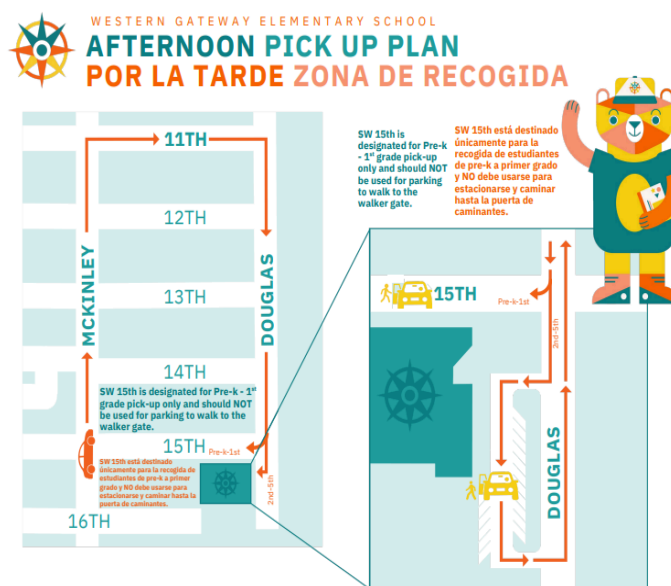 WESTERN GATEWAY ELEMENTARY SCHOOL
AFTERNOON PICK UP PLAN
POR LA TARDE ZONA DE RECOGIDA
11TH
12TH
13TH
14TH
MCKINLEY
DOUGLAS
SW 15th is designated for Pre-k - 1st
grade pick-up only and should NOT
be used for parking to walk to the
walker gate.
15TH
Pre-k-1st
SW 15th está destinado
únicamente para la recogida de
estudiantes de pre-k a primer
grado y NO debe usarse para
estacionarse y caminar hasta la
puerta de caminantes.
2nd-5th
16TH
SW 15th is
designated for Pre-k
- 1st grade pick-up
only and should NOT
be used for parking
to walk to the
walker gate.
SW 15th está destinado
únicamente para la
recogida de estudiantes
de pre-k a primer grado
y NO debe usarse para
estacionarse y caminar
hasta la puerta de
caminantes.
15TH
Pre-k-1st
2nd-5th
DOUGLAS